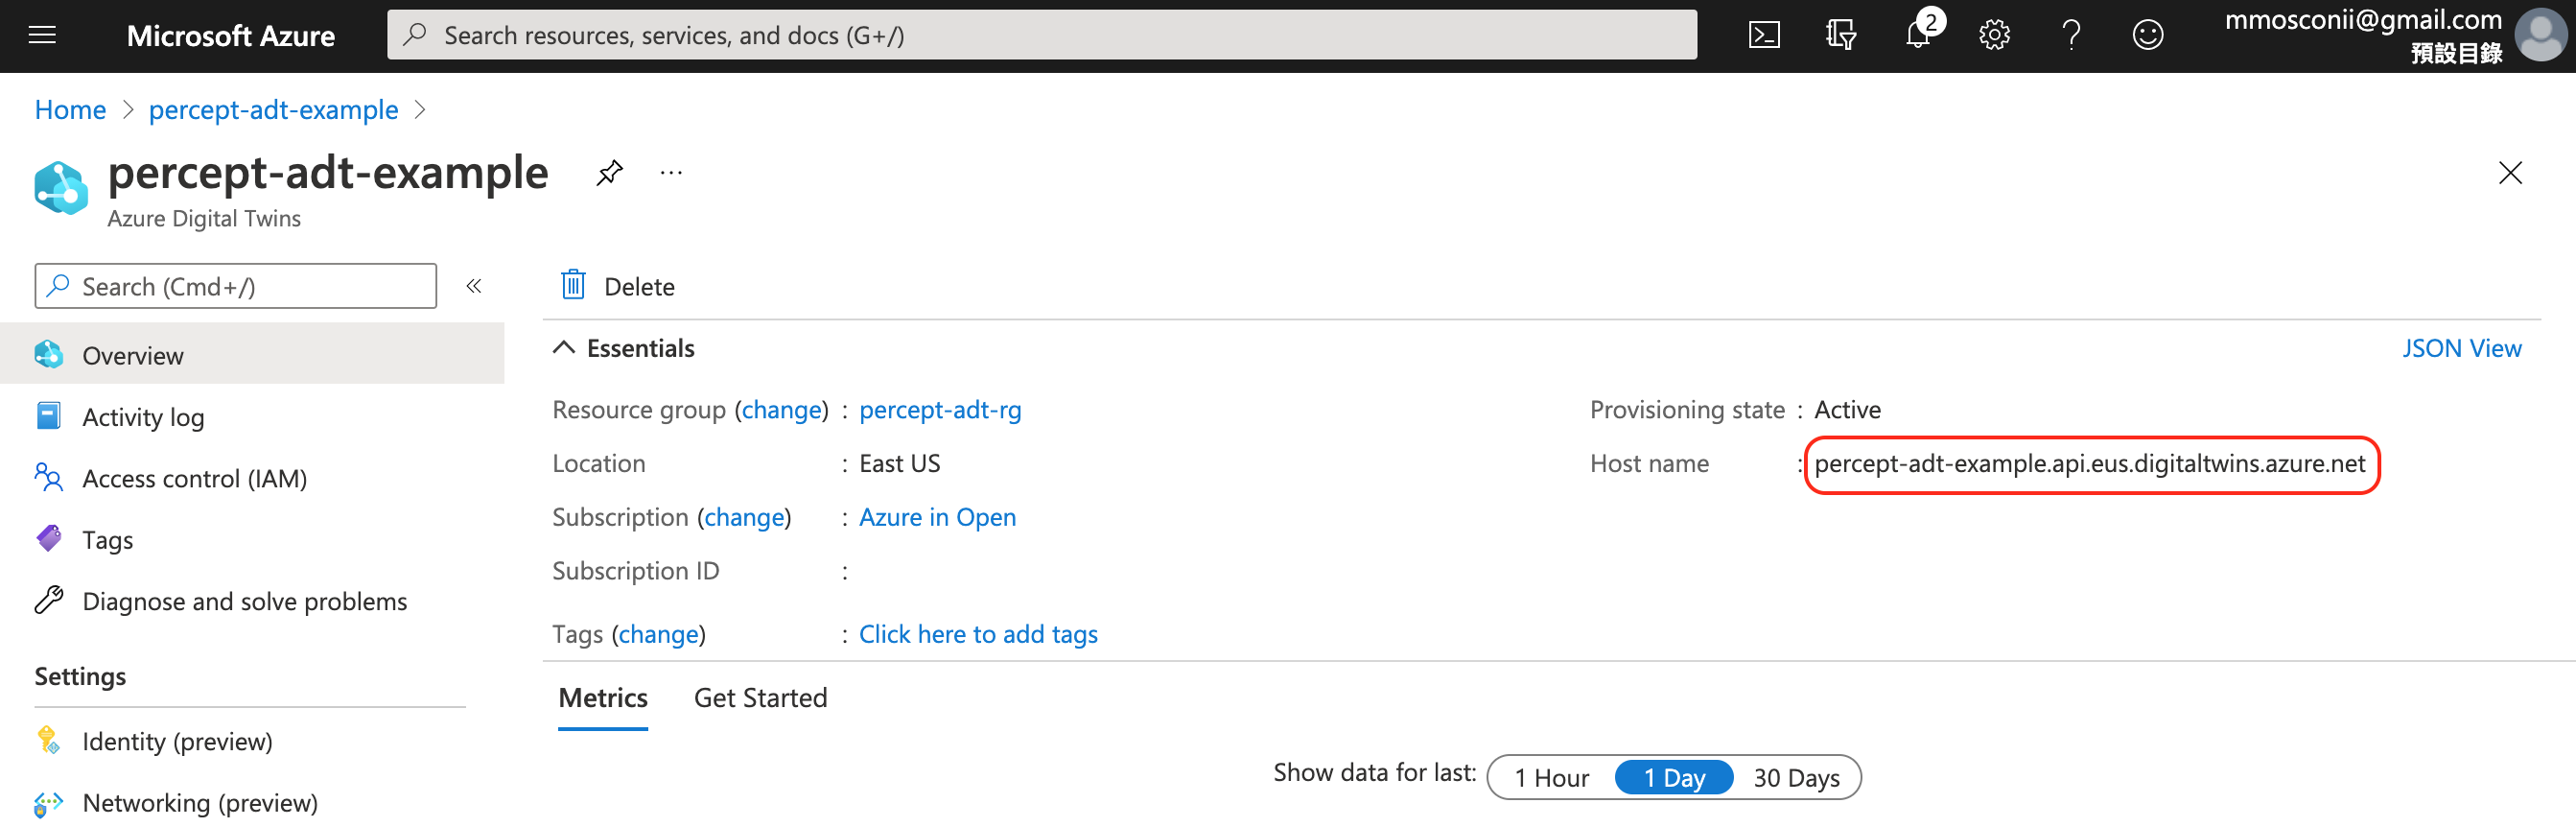 Microsoft Azure
Search resources, services, and docs (G+/)
2
mmosconii@gmail.com
預設目錄
Home > percept-adt-example >
percept-adt-example
Azure Digital Twins
Search (Cmd+/)
Overview
Activity log
Access control (IAM)
Tags
Diagnose and solve problems
Settings
Identity (preview)
Networking (preview)
Delete
Essentials
JSON View
Resource group (change) : percept-adt-rg
Location : East US
Subscription (change) : Azure in Open
Subscription ID :
Tags (change) : Click here to add tags
Provisioning state : Active
Host name : percept-adt-example.api.eus.digitaltwins.azure.net
Metrics Get Started
Show data for last: 1 Hour 1 Day 30 Days